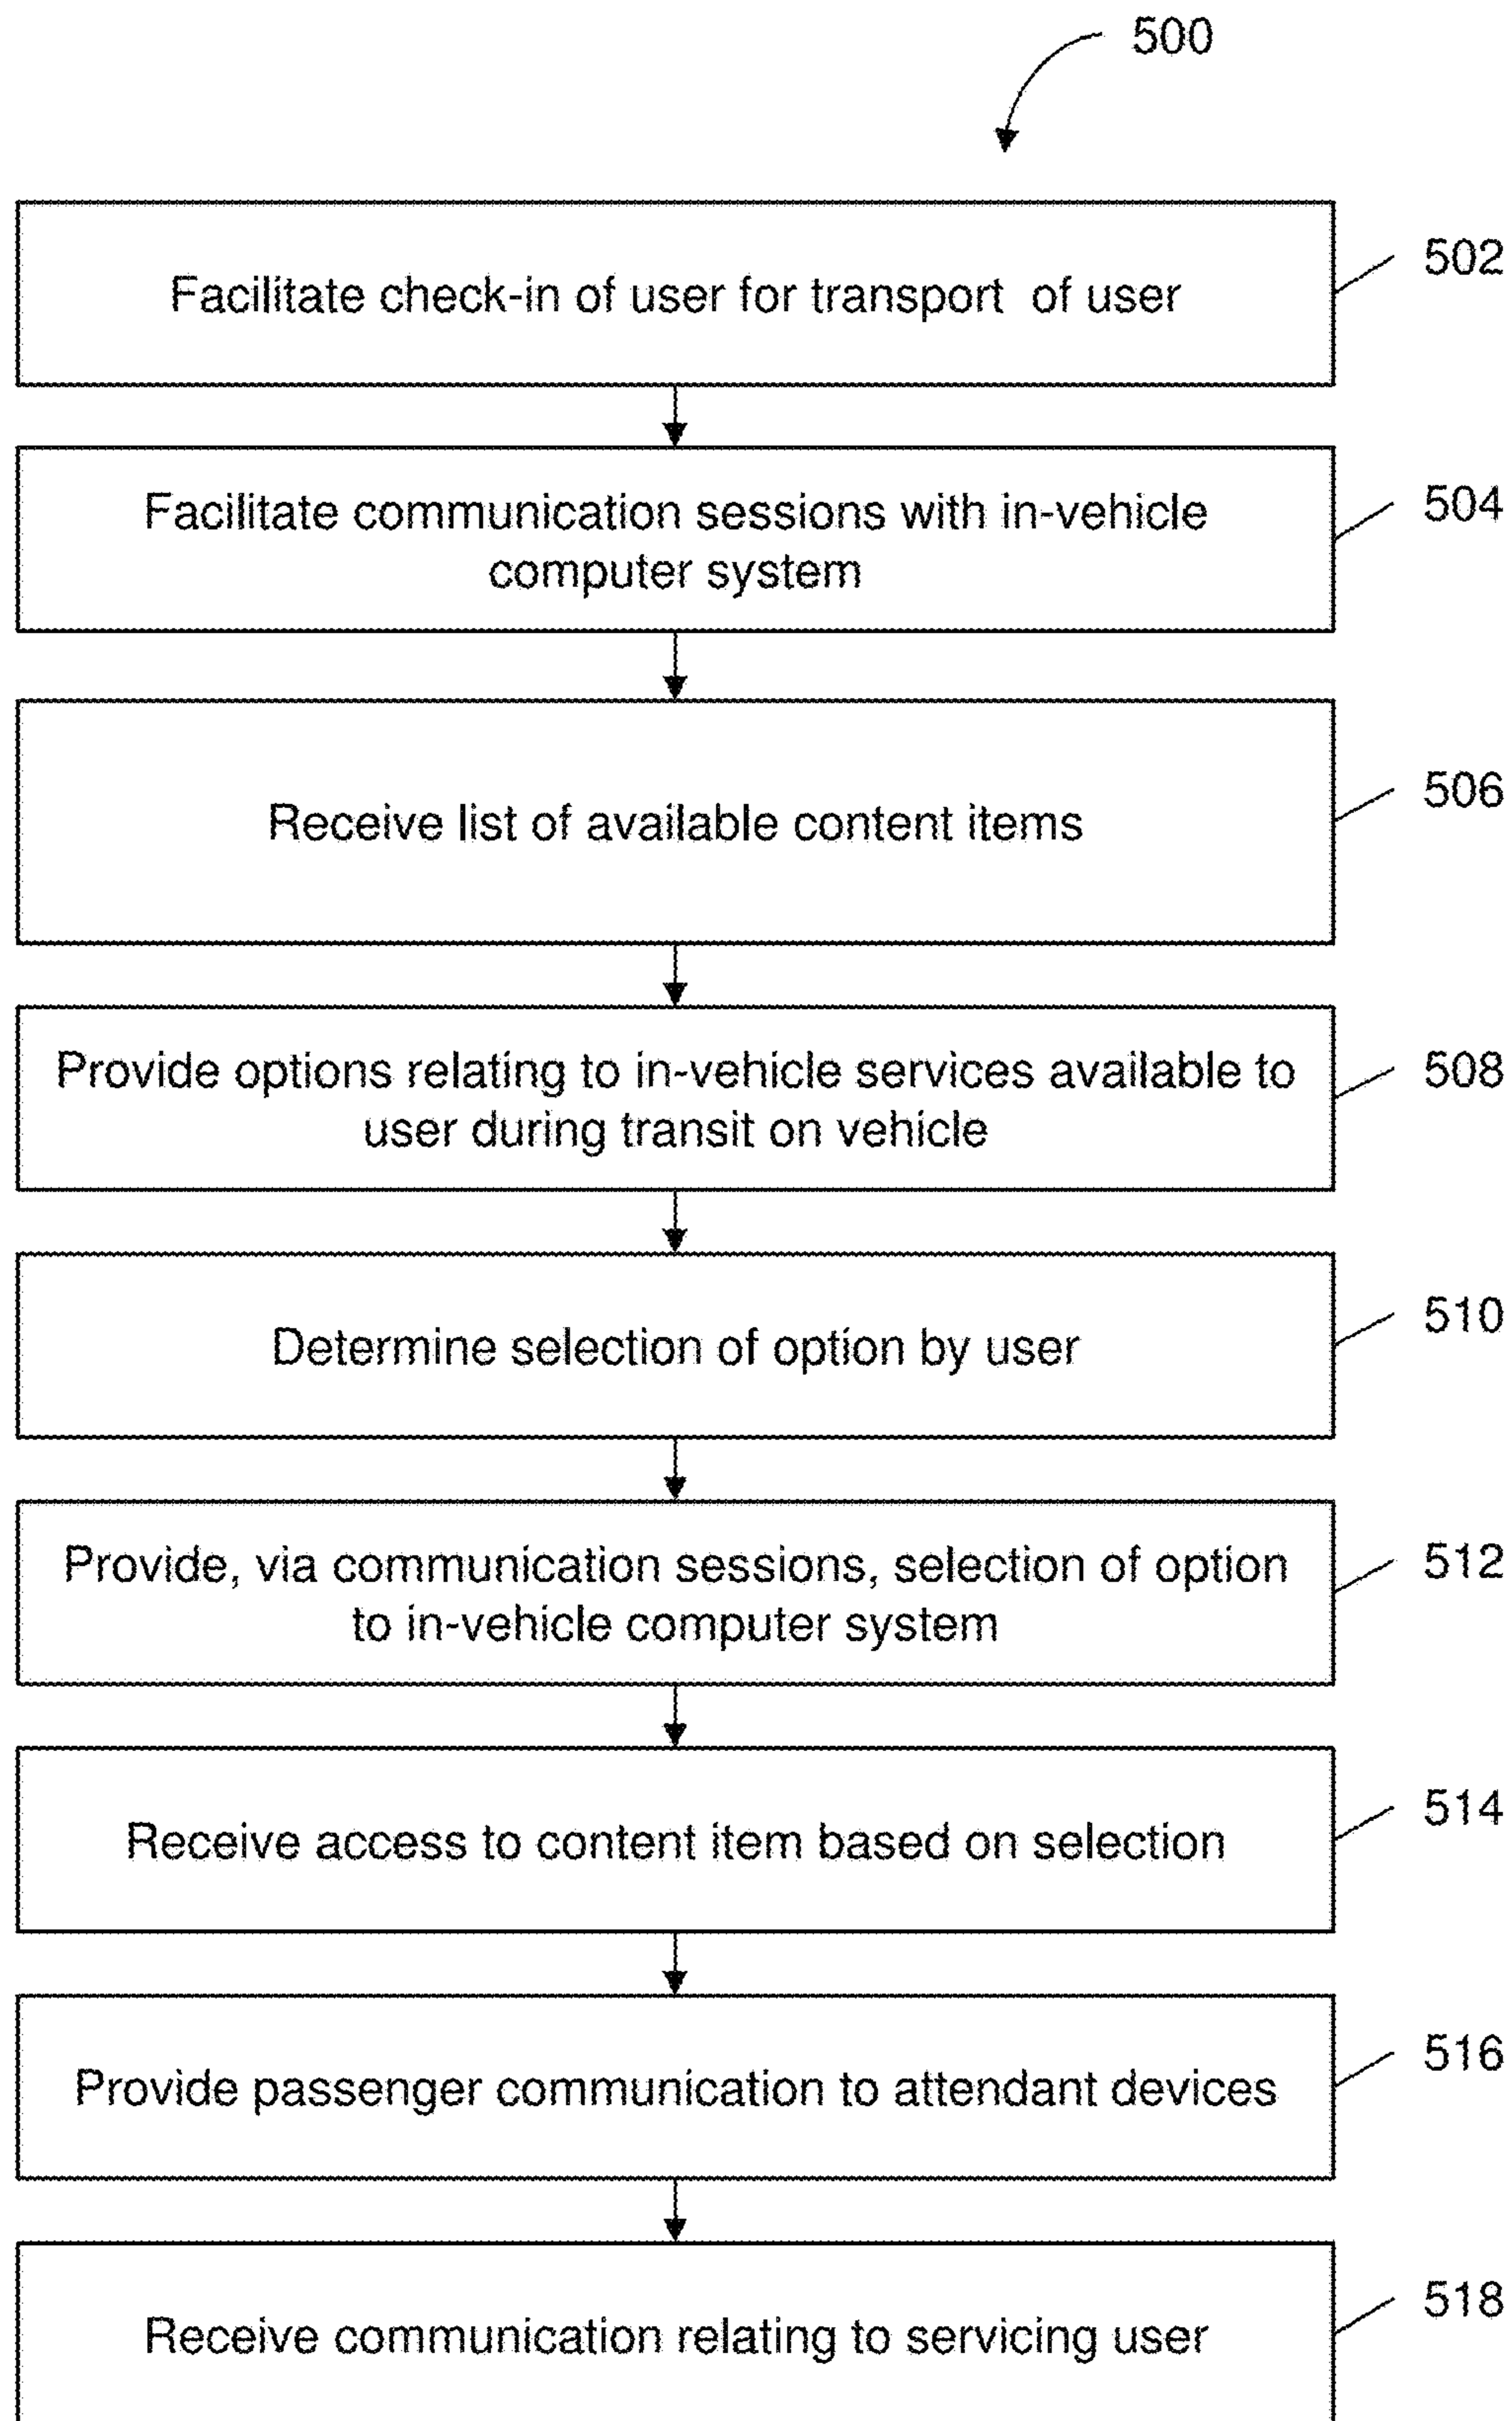 500
Facilitate check-in of user for transport of user
502
Facilitate communication sessions with in-vehicle
computer system
504
Receive list of available content items
506
Provide options relating to in-vehicle services available to
user during transit on vehicle
508
Determine selection of option by user
510
Provide, via communication sessions, selection of option
to in-vehicle computer system
512
Receive access to content item based on selection
514
Provide passenger communication to attendant devices
516
Receive communication relating to servicing user
518